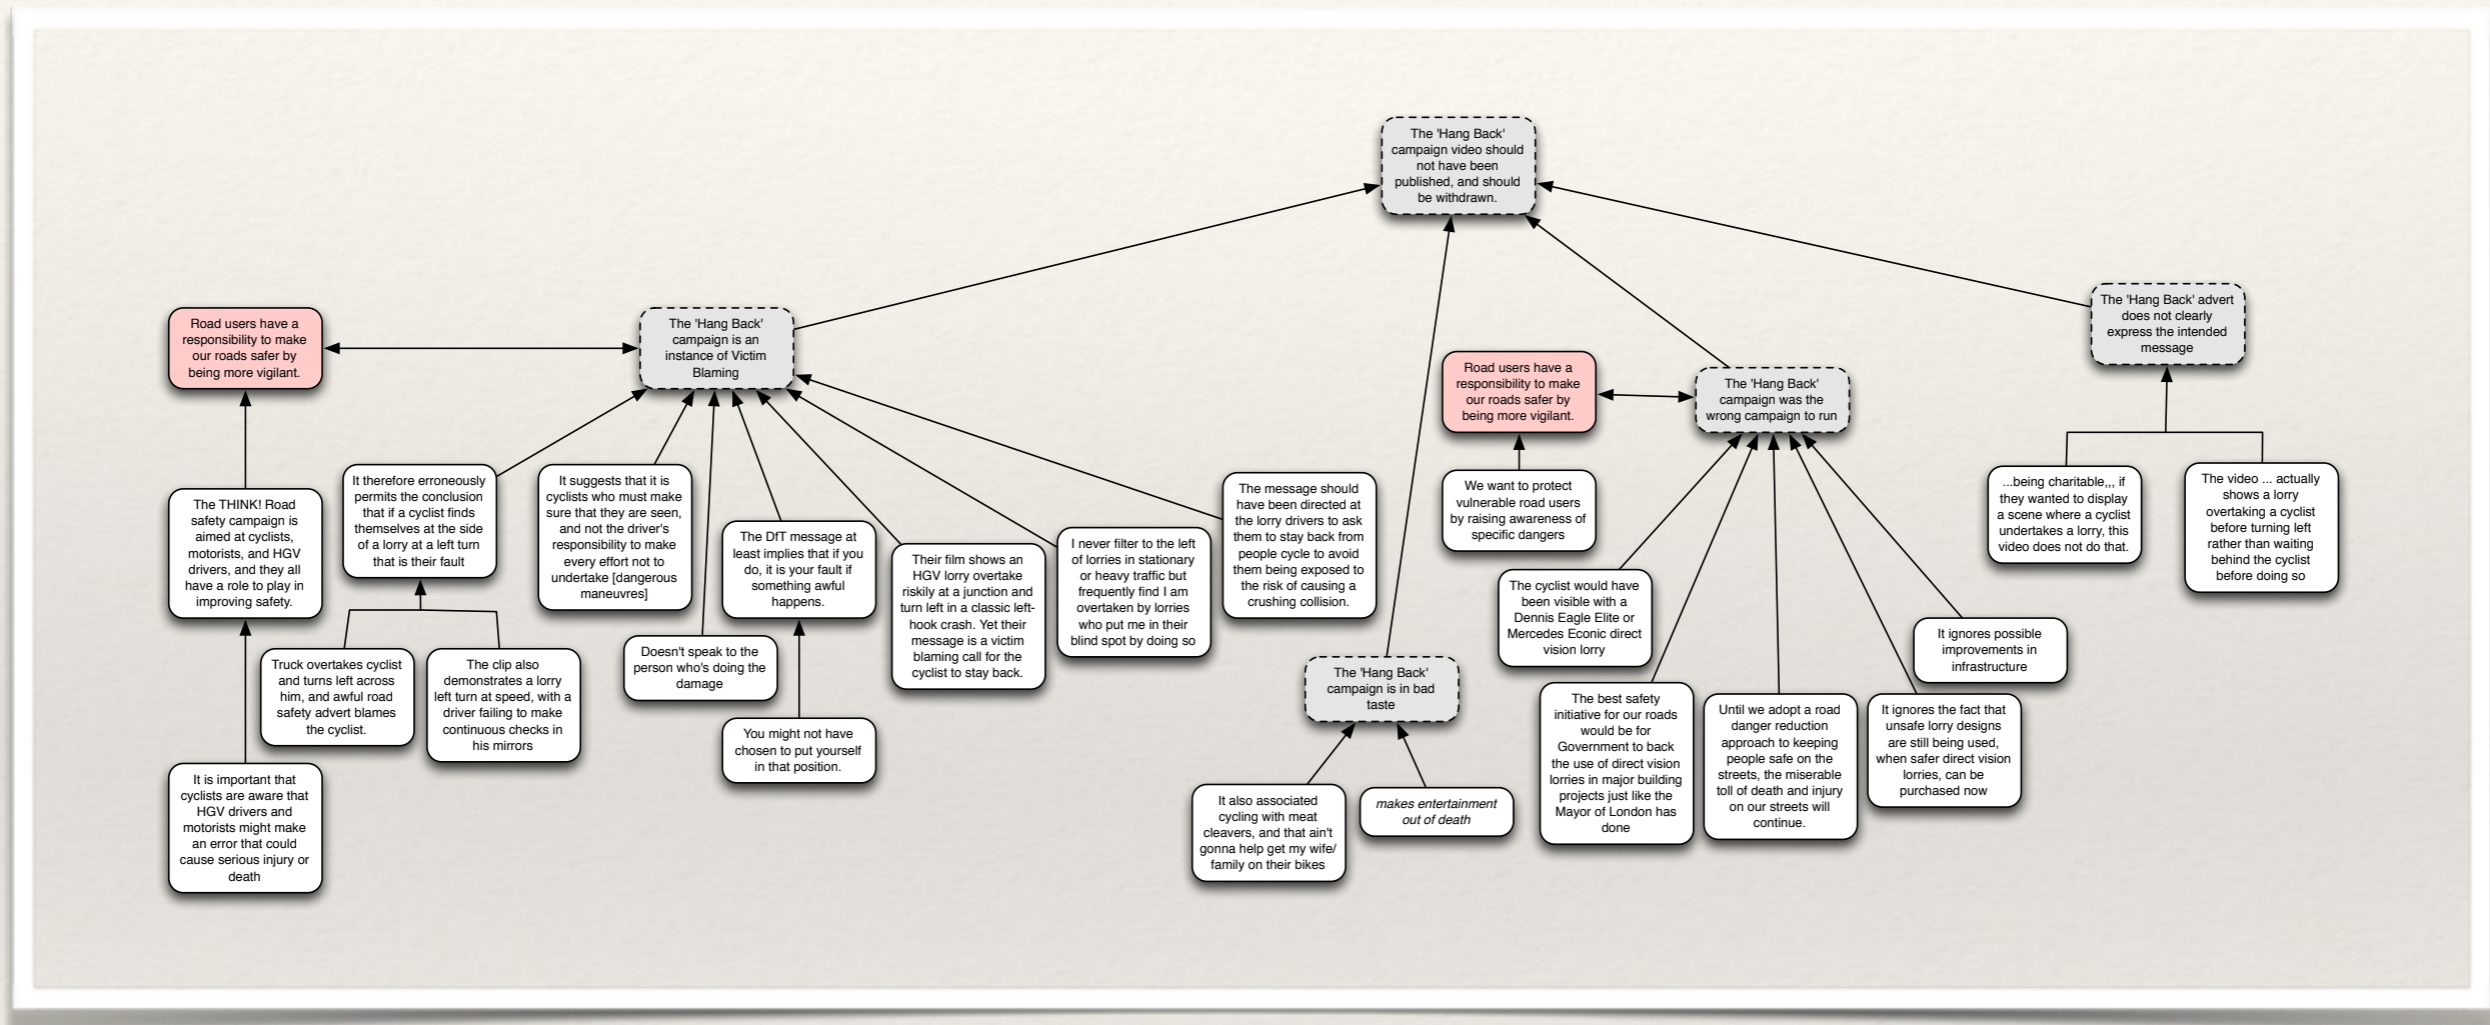 The 'Hang Back'
campaign video should
not have been
published, and should
be withdrawn.
Road users have a
responsibility to make
our roads safer by
being more vigilant.
The 'Hang Back'
campaign is an
instance of Victim
Blaming
Road users have a
responsibility to make
our roads safer by
being more vigilant.
The 'Hang Back'
campaign was the
wrong campaign to run
The 'Hang Back' advert
does not clearly
express the intended
message
The THINK! Road
safety campaign is
aimed at cyclists,
motorists, and HGV
drivers, and they all
have a role to play in
improving safety.
It therefore erroneously
permits the conclusion
that if a cyclist finds
themselves at the side
of a lorry at a left turn
that is their fault
It suggests that it is
cyclists who must make
sure that they are seen,
and not the driver's
responsibility to make
every effort not to
undertake [dangerous
maneuvres]
The DfT message at
least implies that if you
do, it is your fault if
something awful
happens.
Their film shows an
HGV lorry overtake
riskily at a junction and
turn left in a classic left-
hook crash. Yet their
message is a victim
blaming call for the
cyclist to stay back.
I never filter to the left
of lorries in stationary
or heavy traffic but
frequently find I am
overtaken by lorries
who put me in their
blind spot by doing so
The message should
have been directed at
the lorry drivers to ask
them to stay back from
people cycle to avoid
them being exposed to
the risk of causing a
crushing collision.
We want to protect
vulnerable road users
by raising awareness of
specific dangers
...being charitable,,, if
they wanted to display
a scene where a cyclist
undertakes a lorry, this
video does not do that.
The video ... actually
shows a lorry
overtaking a cyclist
before turning left
rather than waiting
behind the cyclist
before doing so
The cyclist would have
been visible with a
Dennis Eagle Elite or
Mercedes Econic direct
vision lorry
It ignores possible
improvements in
infrastructure
Truck overtakes cyclist
and turns left across
him, and awful road
safety advert blames
the cyclist.
The clip also
demonstrates a lorry
left turn at speed, with a
driver failing to make
continuous checks in
his mirrors
Doesn't speak to the
person who's doing the
damage
The 'Hang Back'
campaign is in bad
taste
The best safety
initiative for our roads
would be for
Government to back
the use of direct vision
lorries in major building
projects just like the
Mayor of London has
done
Until we adopt a road
danger reduction
approach to keeping
people safe on the
streets, the miserable
toll of death and injury
on our streets will
continue.
It ignores the fact that
unsafe lorry designs
are still being used,
when safer direct vision
lorries, can be
purchased now
It is important that
cyclists are aware that
HGV drivers and
motorists might make
an error that could
cause serious injury or
death
You might not have
chosen to put yourself
in that position.
It also associated
cycling with meat
cleavers, and that ain't
gonna help get my wife/
family on their bikes
makes entertainment
out of death